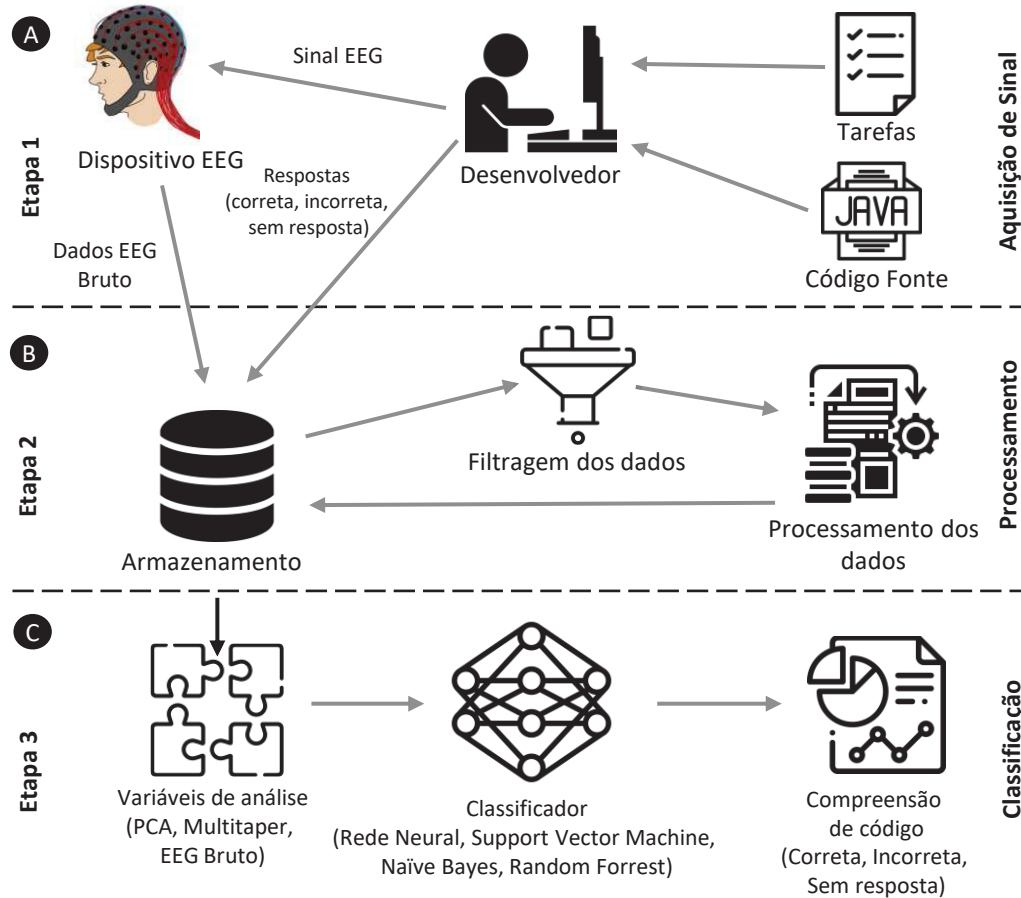 A
Etapa 1
Aquisição de Sinal
Sinal EEG
Dispositivo EEG
Desenvolvedor
Tarefas
Respostas
(correta, incorreta,
sem resposta)
JAVA
Código Fonte
Dados EEG
Bruto
B
Etapa 2
Processamento
Filtragem dos dados
Armazenamento
Processamento dos
dados
C
Etapa 3
Classificação
Variáveis de análise
(PCA, Multitaper,
EEG Bruto)
Classificador
(Rede Neural, Support Vector Machine,
Naïve Bayes, Random Forrest)
Compreensão
de código
(Correta, Incorreta,
Sem resposta)